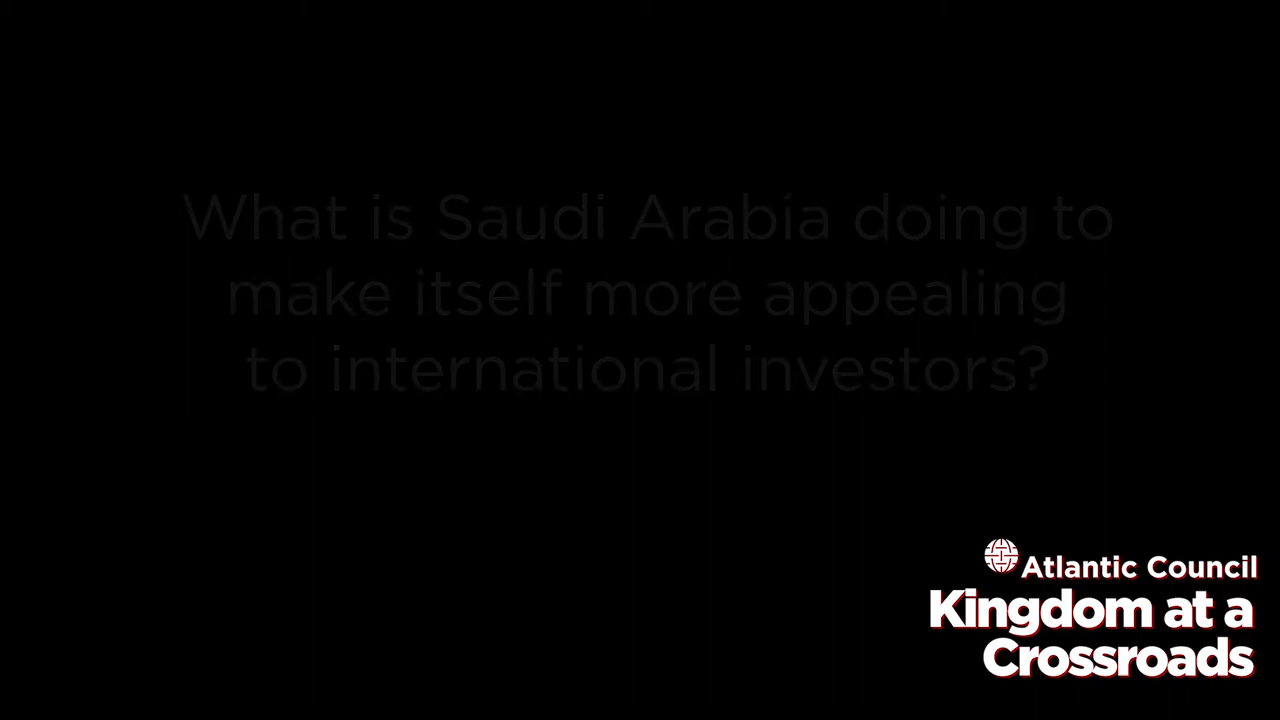 What is Saudi Arabia doing to
make itself more appealing
to international investors?
Atlantic Council
Kingdom at a
Crossroads